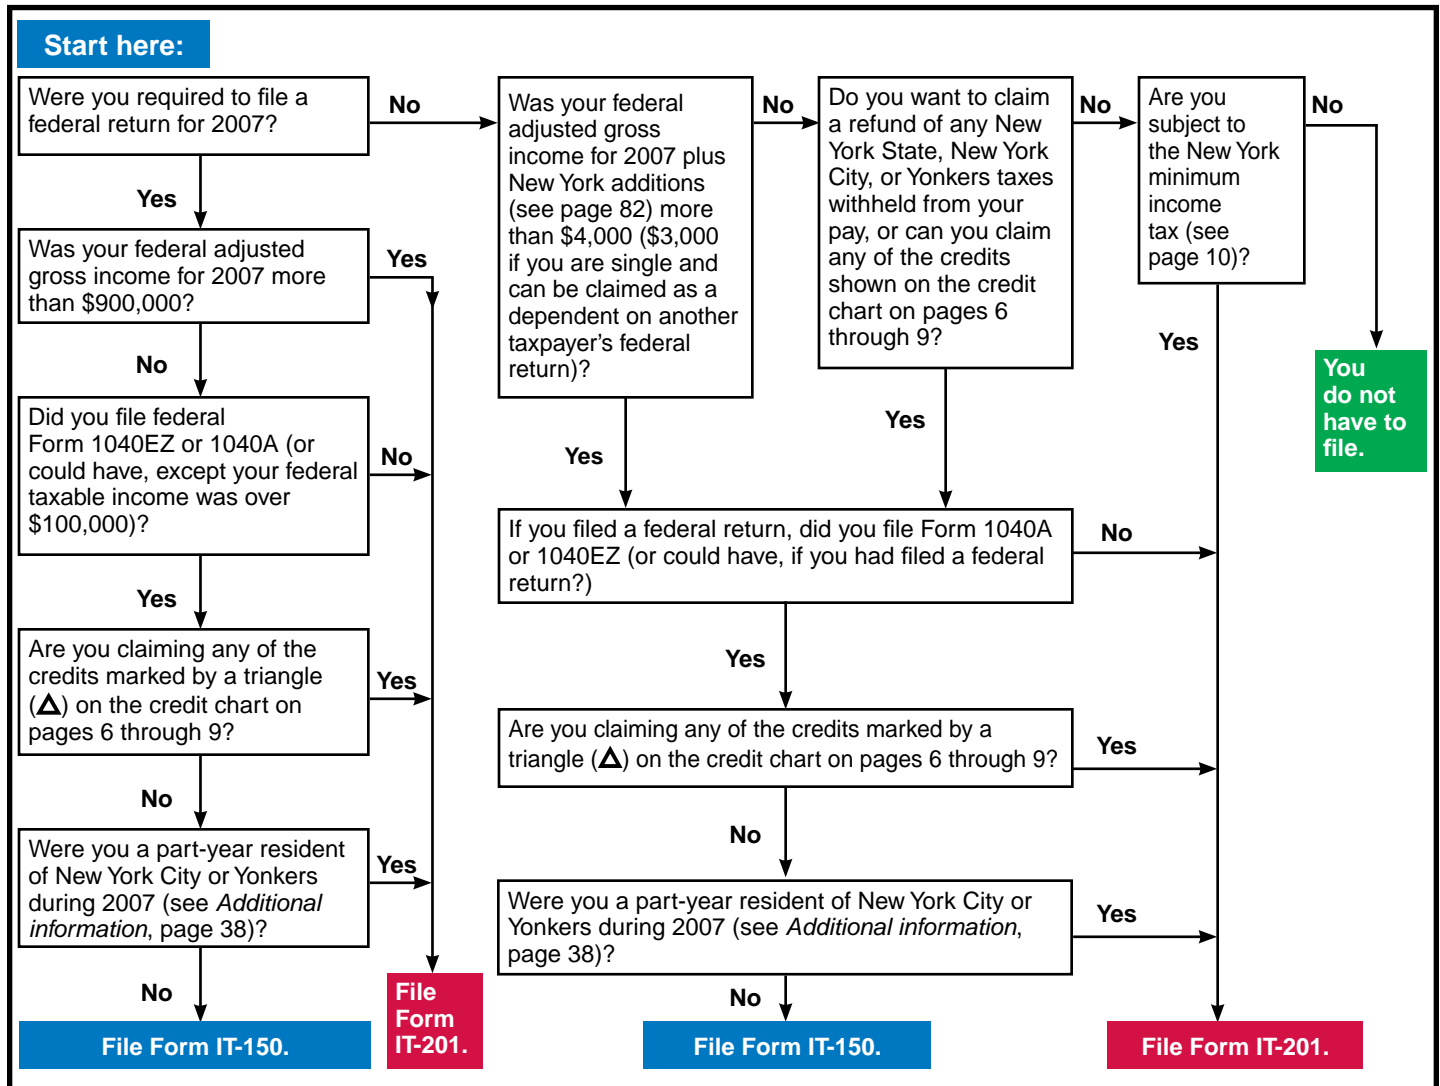 Start here:
Were you required to file a
federal return for 2007?
No
Yes
Was your federal adjusted
gross income for 2007 more
than $900,000?
Yes
No
Did you file federal
Form 1040EZ or 1040A (or
could have, except your federal
taxable income was over
$100,000)?
No
Yes
Are you claiming any of the
credits marked by a triangle
(△) on the credit chart on
pages 6 through 9?
Yes
No
Were you a part-year resident
of New York City or Yonkers
during 2007 (see Additional
information, page 38)?
Yes
No
File Form IT-150.
File
Form
IT-201.
Was your federal
adjusted gross
income for 2007 plus
New York additions
(see page 82) more
than $4,000 ($3,000
if you are single and
can be claimed as a
dependent on another
taxpayer's federal
return)?
No
Yes
Do you want to claim
a refund of any New
York State, New York
City, or Yonkers taxes
withheld from your
pay, or can you claim
any of the credits
shown on the credit
chart on pages 6
through 9?
No
Yes
Are you
subject to
the New York
minimum
income
tax (see
page 10)?
No
Yes
You
do not
have to
file.
If you filed a federal return, did you file Form 1040A
or 1040EZ (or could have, if you had filed a federal
return?)
No
Yes
Are you claiming any of the credits marked by a
triangle (△) on the credit chart on pages 6 through 9?
Yes
No
Were you a part-year resident of New York City or
Yonkers during 2007 (see Additional information,
page 38)?
Yes
No
File Form IT-150.
File Form IT-201.